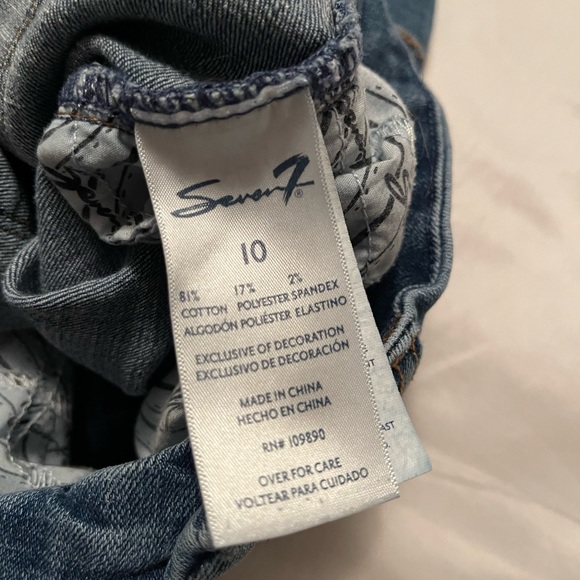 Seven7®
10
81% 17% 2%
COTTON POLYESTER SPANDEX
ALGODÓN POLIÉSTER ELASTINO
EXCLUSIVE OF DECORATION
EXCLUSIVO DE DECORACIÓN
MADE IN CHINA
HECHO EN CHINA
RN# 109890
OVER FOR CARE
VOLTEAR PARA CUIDADO